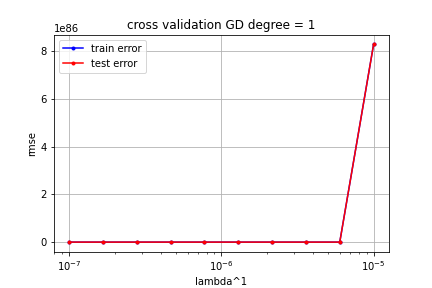 cross validation GD degree = 1
1e86
train error
test error
8
6
4
2
0
rmse
10^-7
10^-6
10^-5
lambda^1